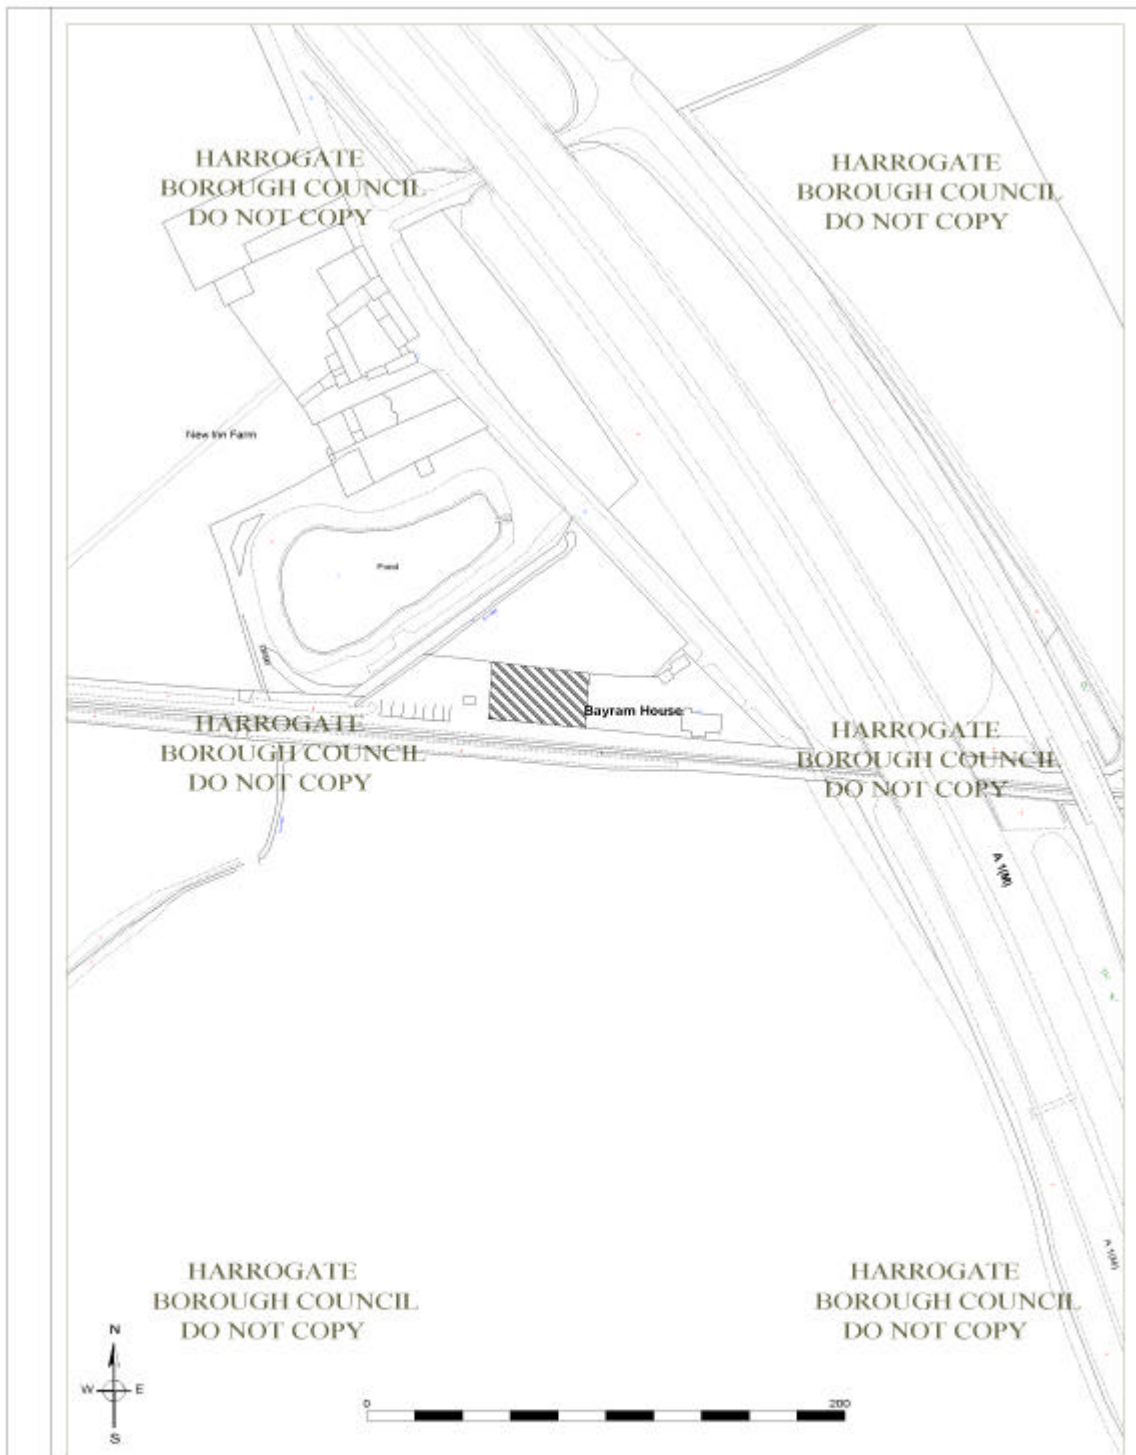 HARROGATE
BOROUGH COUNCIL
DO NOT COPY
HARROGATE
BOROUGH COUNCIL
DO NOT COPY
New Inn Farm
Pond
Drain
Bayram House
HARROGATE
BOROUGH COUNCIL
DO NOT COPY
HARROGATE
BOROUGH COUNCIL
DO NOT COPY
A 1(M)
A 1(M)
HARROGATE
BOROUGH COUNCIL
DO NOT COPY
HARROGATE
BOROUGH COUNCIL
DO NOT COPY
N
W E
S
0 200